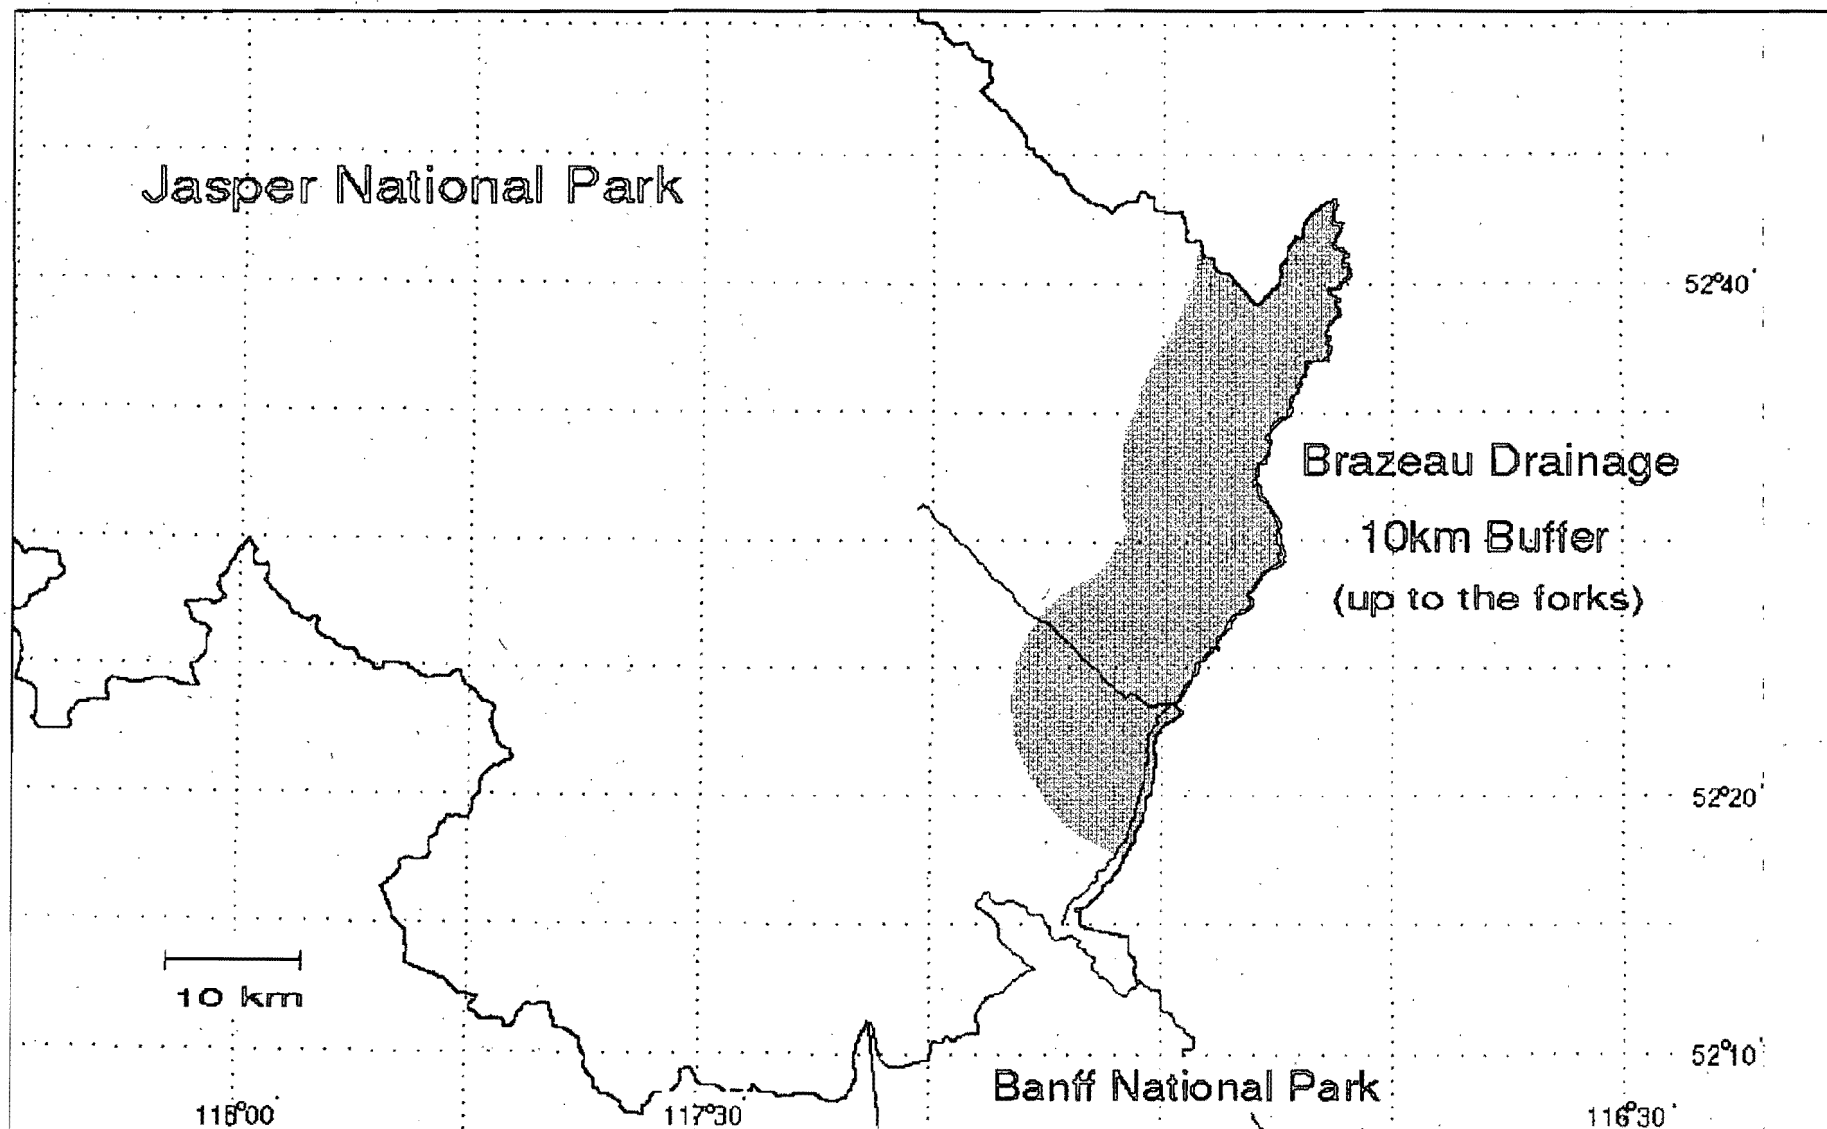 Jasper National Park
52°40'
Brazeau Drainage
10km Buffer
(up to the forks)
52°20'
10 km
52°10'
Banff National Park
118°00'
117°30
116°30'